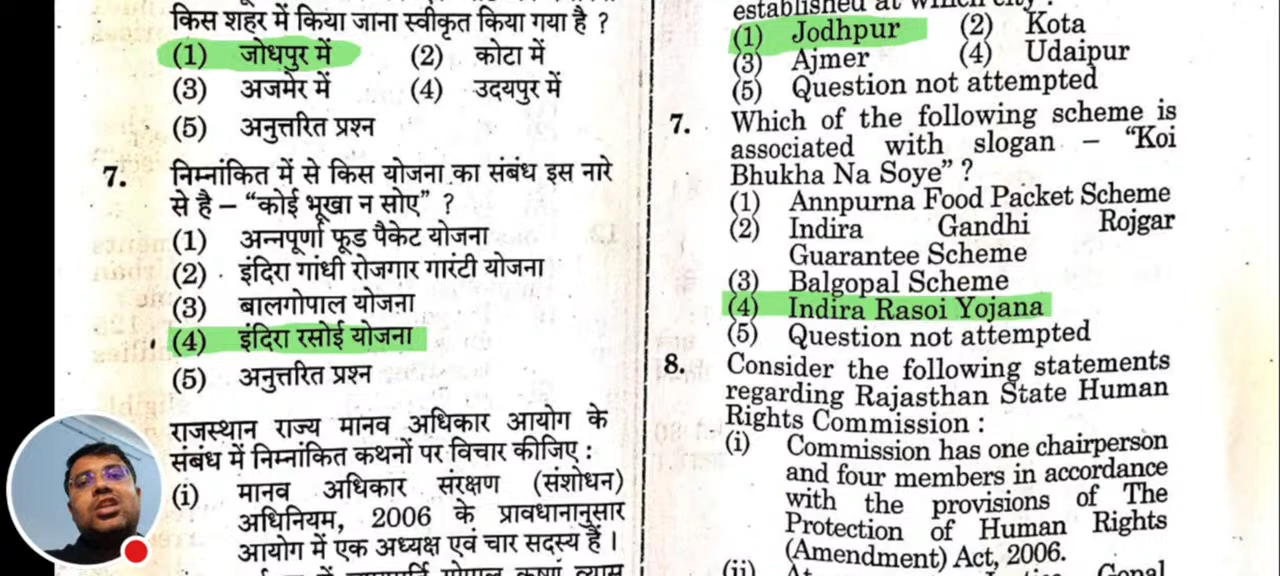 किस शहर में किया जाना स्वीकृत किया गया है ?
(1) जोधपुर में (2) कोटा में
(3) अजमेर में (4) उदयपुर में
(5) अनुत्तरित प्रश्न
7. निम्नांकित में से किस योजना का संबंध इस नारे
से है – “कोई भूखा न सोए” ?
(1) अन्नपूर्णा फूड पैकेट योजना
(2) इंदिरा गांधी रोजगार गारंटी योजना
(3) बालगोपाल योजना
(4) इंदिरा रसोई योजना
(5) अनुत्तरित प्रश्न
राजस्थान राज्य मानव अधिकार आयोग के
संबंध में निम्नांकित कथनों पर विचार कीजिए :
(i) मानव अधिकार संरक्षण (संशोधन)
अधिनियम, 2006 के प्रावधानानुसार
आयोग में एक अध्यक्ष एवं चार सदस्य हैं ।
established at which city ?
(1) Jodhpur (2) Kota
(3) Ajmer (4) Udaipur
(5) Question not attempted
7. Which of the following scheme is
associated with slogan – “Koi
Bhukha Na Soye” ?
(1) Annpurna Food Packet Scheme
(2) Indira Gandhi Rojgar
Guarantee Scheme
(3) Balgopal Scheme
(4) Indira Rasoi Yojana
(5) Question not attempted
8. Consider the following statements
regarding Rajasthan State Human
Rights Commission :
(i) Commission has one chairperson
and four members in accordance
with the provisions of The
Protection of Human Rights
(Amendment) Act, 2006.